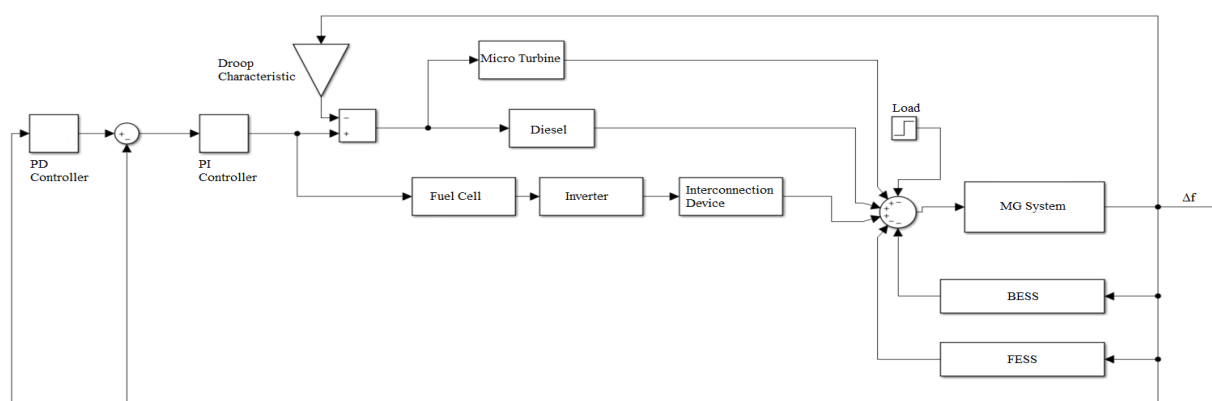 Droop
Characteristic
Micro Turbine
Load
−
+
+
−
Diesel
PD
Controller
PI
Controller
Fuel Cell
Inverter
Interconnection
Device
+
−
+
+
−
−
MG System
Δf
BESS
FESS